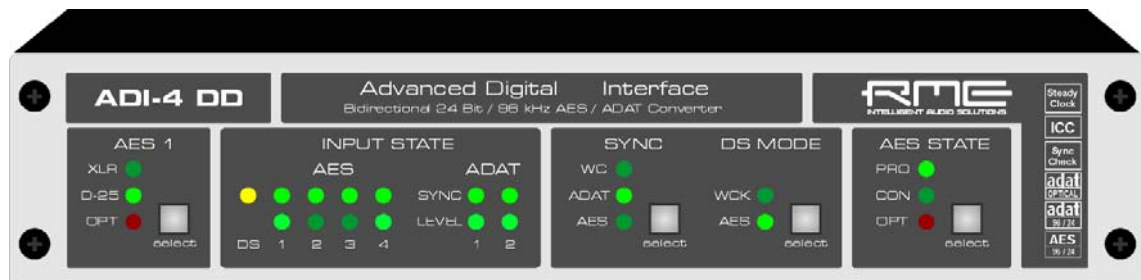 ADI-4 DD
Advanced Digital Interface
Bidirectional 24 Bit / 96 kHz AES / ADAT Converter
RME
INTELLIGENT AUDIO SOLUTIONS
Steady
Clock
ICC
Sync
Check
adat
OPTICAL
adat
96 / 24
AES
96 / 24
AES 1
XLR
D-25
OPT
select
INPUT STATE
AES ADAT
SYNC
LEVEL
DS 1 2 3 4 1 2
SYNC
WC
ADAT
AES
select
DS MODE
WCK
AES
select
AES STATE
PRO
CON
OPT
select